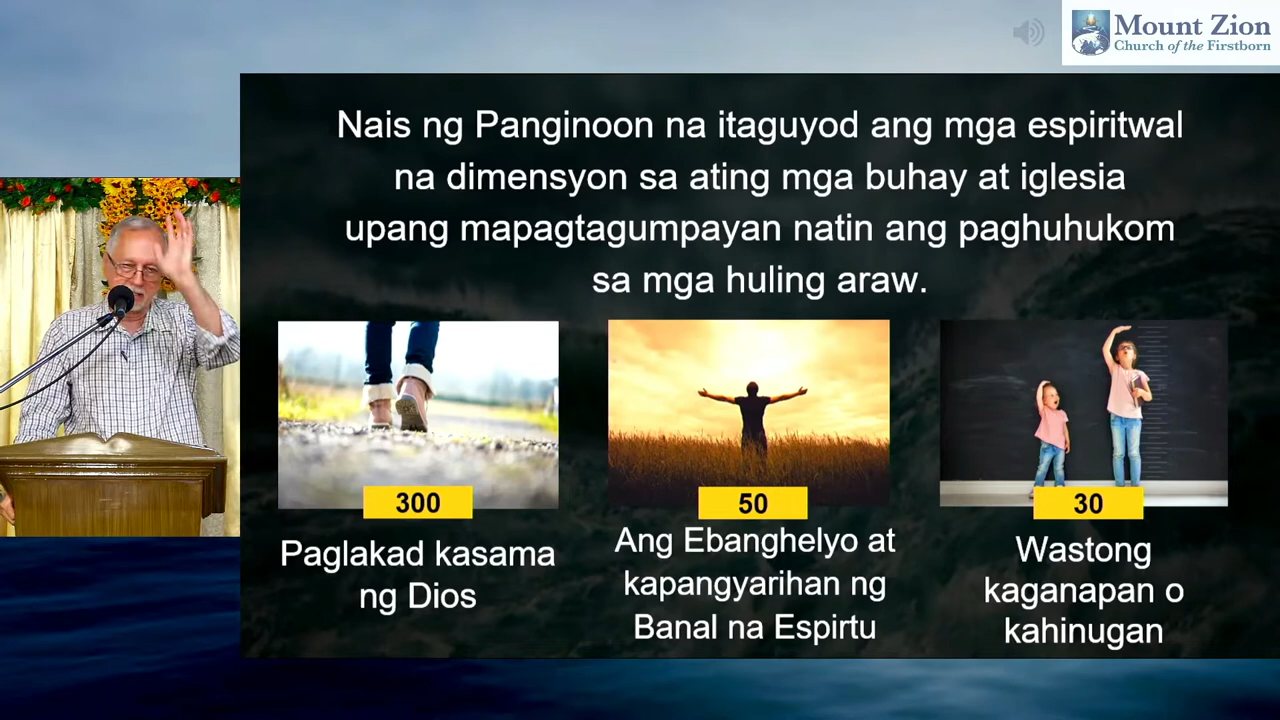 Mount Zion
Church of the Firstborn
Nais ng Panginoon na itaguyod ang mga espiritwal
na dimensyon sa ating mga buhay at iglesia
upang mapagtagumpayan natin ang paghuhukom
sa mga huling araw.
300
Paglakad kasama
ng Dios
50
Ang Ebanghelyo at
kapangyarihan ng
Banal na Espirtu
30
Wastong
kaganapan o
kahinugan